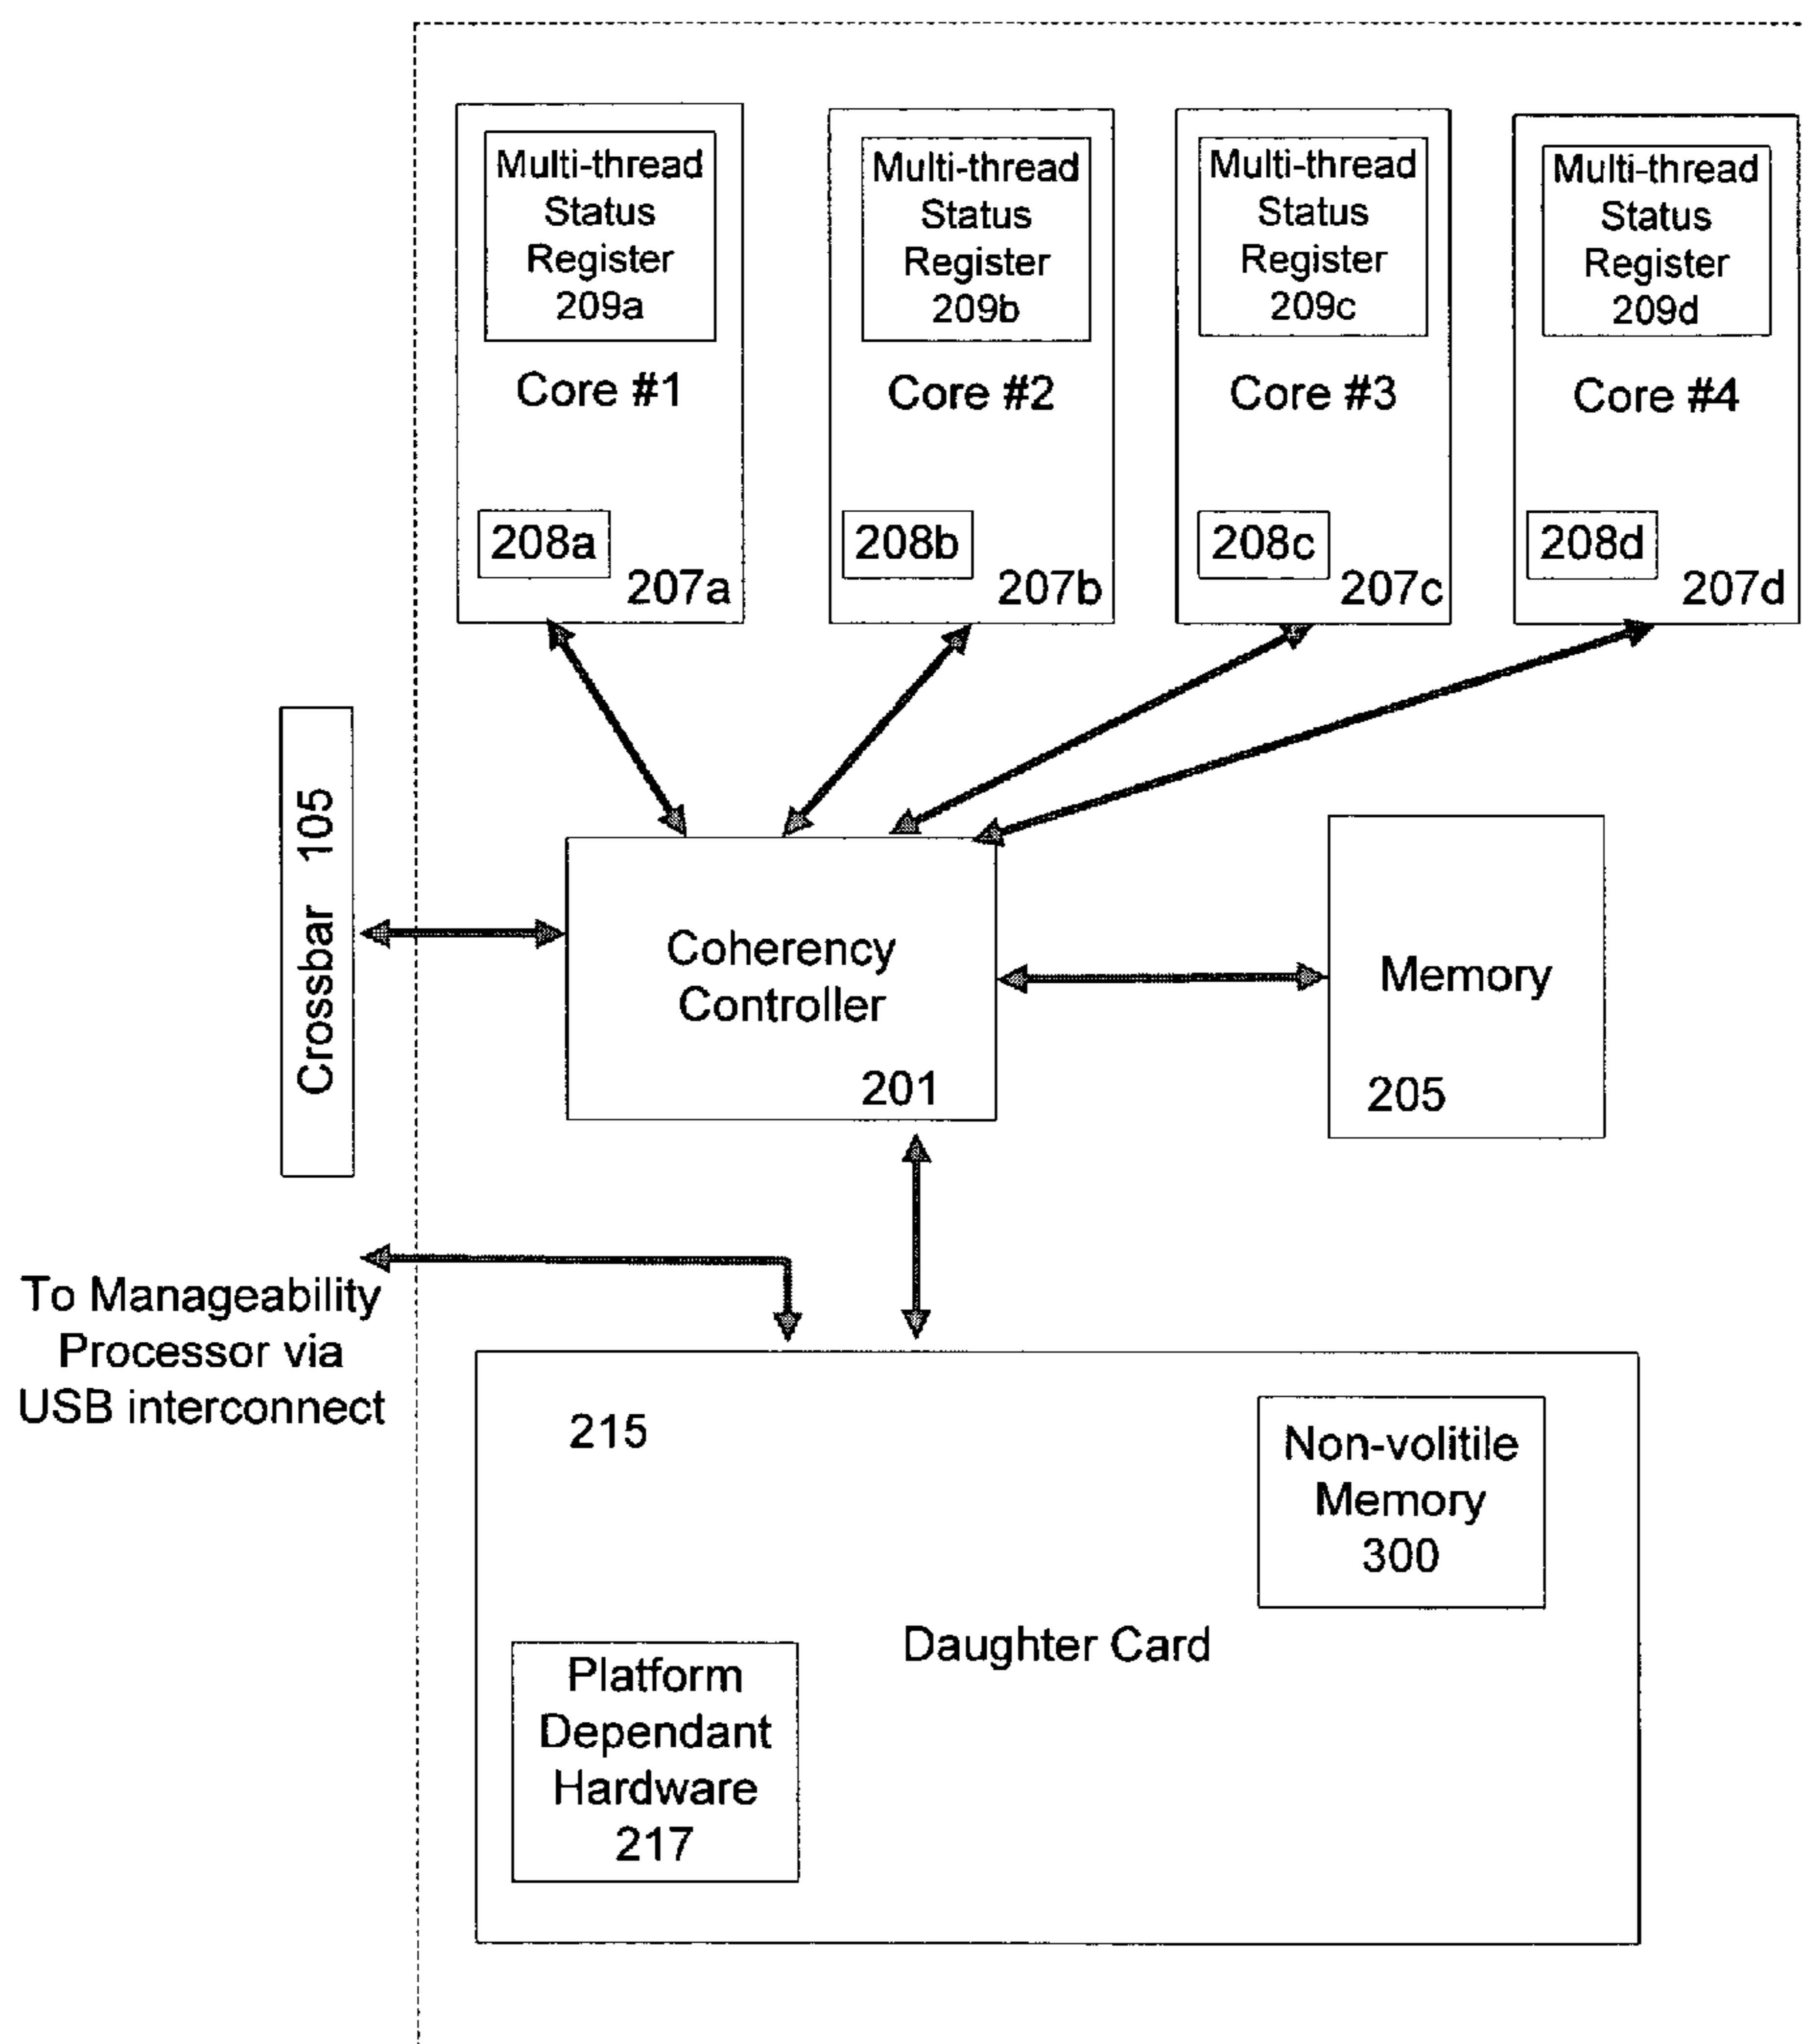 Multi-thread
Status
Register
209a
Core #1
208a
207a
Multi-thread
Status
Register
209b
Core #2
208b
207b
Multi-thread
Status
Register
209c
Core #3
208c
207c
Multi-thread
Status
Register
209d
Core #4
208d
207d
Crossbar 105
Coherency
Controller
201
Memory
205
To Manageability
Processor via
USB interconnect
215
Non-volitile
Memory
300
Daughter Card
Platform
Dependant
Hardware
217